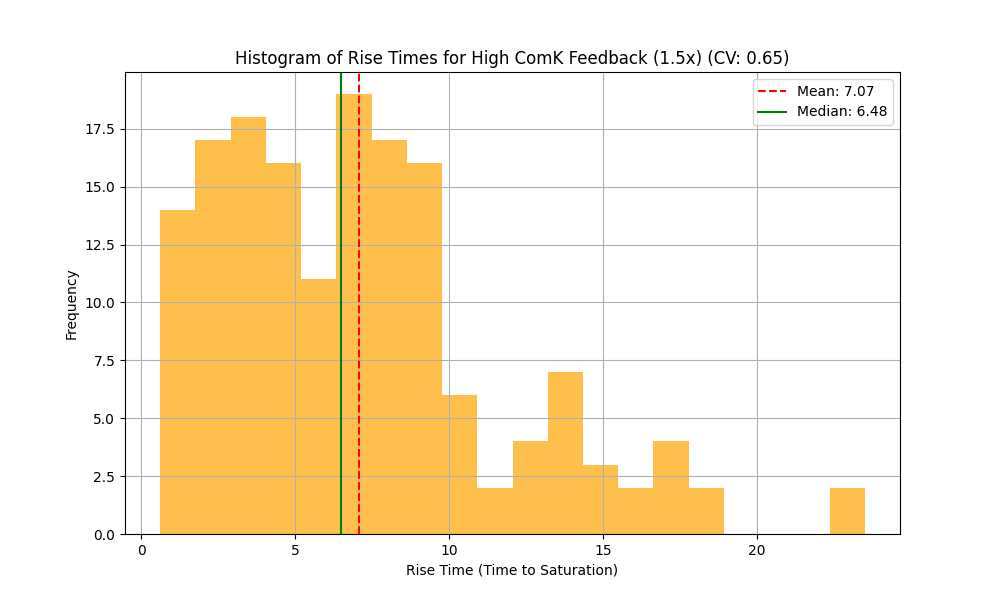 Histogram of Rise Times for High ComK Feedback (1.5x) (CV: 0.65)
Mean: 7.07
Median: 6.48
Frequency
17.5
15.0
12.5
10.0
7.5
5.0
2.5
0.0
0 5 10 15 20
Rise Time (Time to Saturation)